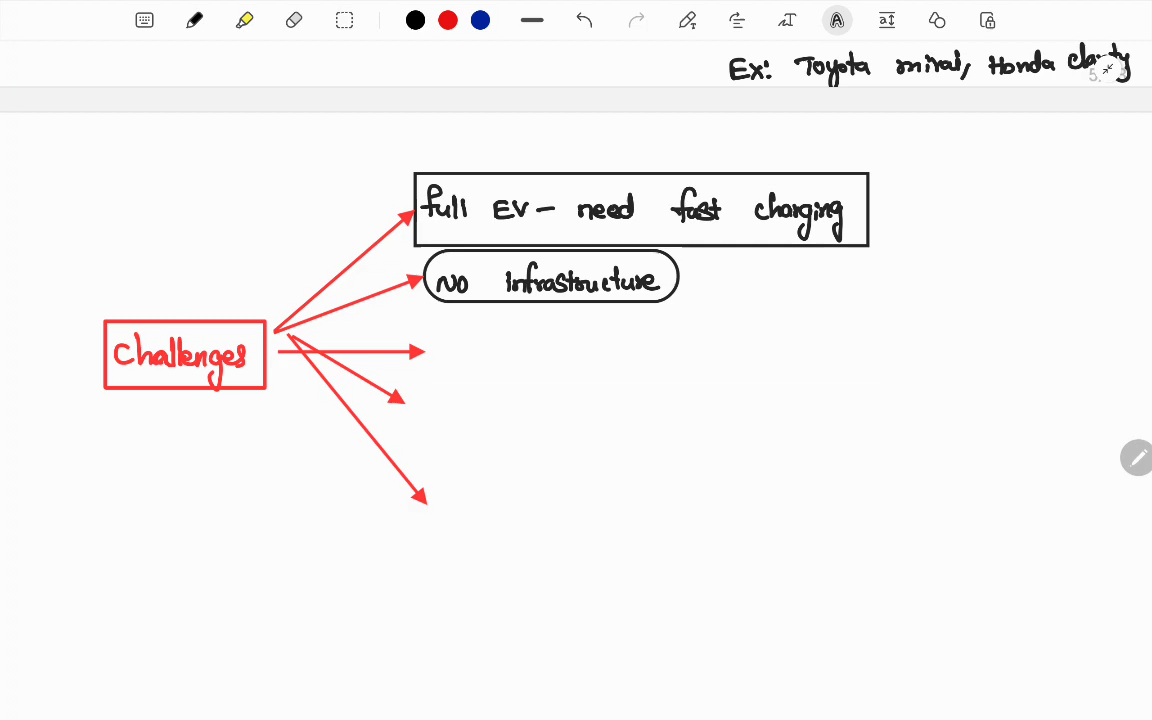 Ex: Toyota mirai, Honda clarity
full EV - need fast charging
NO infrastructure
Challenges